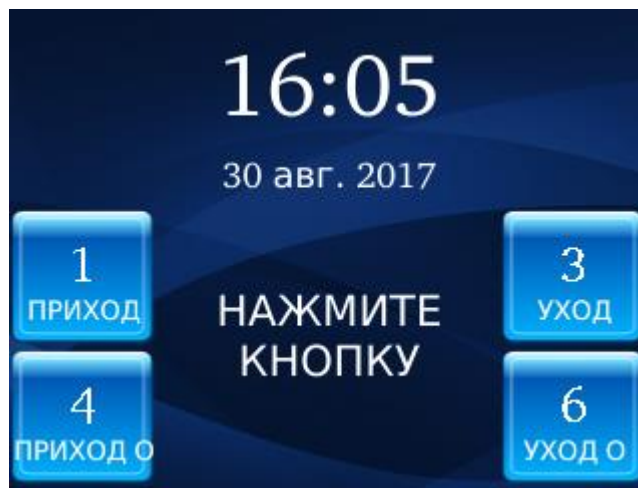 16:05
30 авг. 2017
1
ПРИХОД
3
УХОД
НАЖМИТЕ
КНОПКУ
4
ПРИХОД О
6
УХОД О